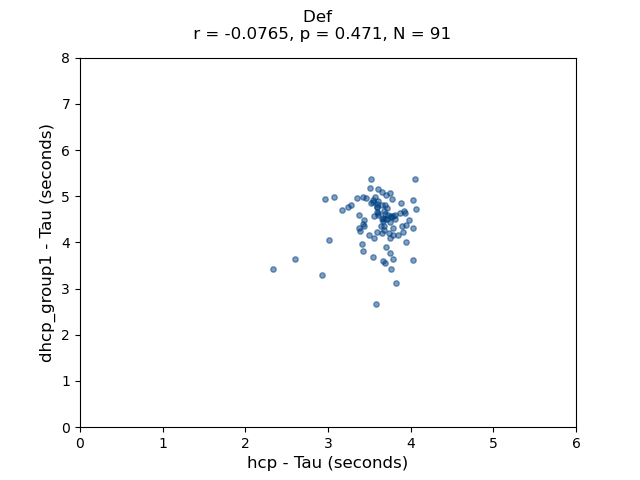 Def
r = -0.0765, p = 0.471, N = 91
8
7
6
5
4
3
2
1
0
dhcp_group1 - Tau (seconds)
0 1 2 3 4 5 6
hcp - Tau (seconds)